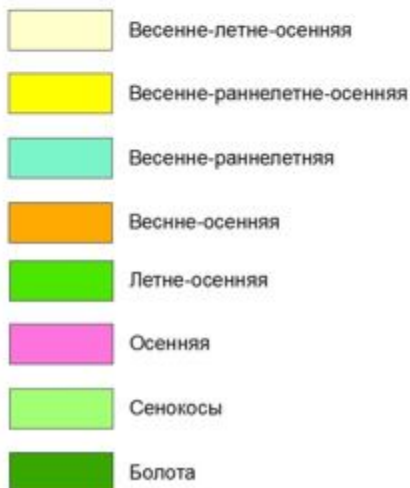 Весенне-летне-осенняя
Весенне-раннелетне-осенняя
Весенне-раннелетняя
Веснне-осенняя
Летне-осенняя
Осенняя
Сенокосы
Болота